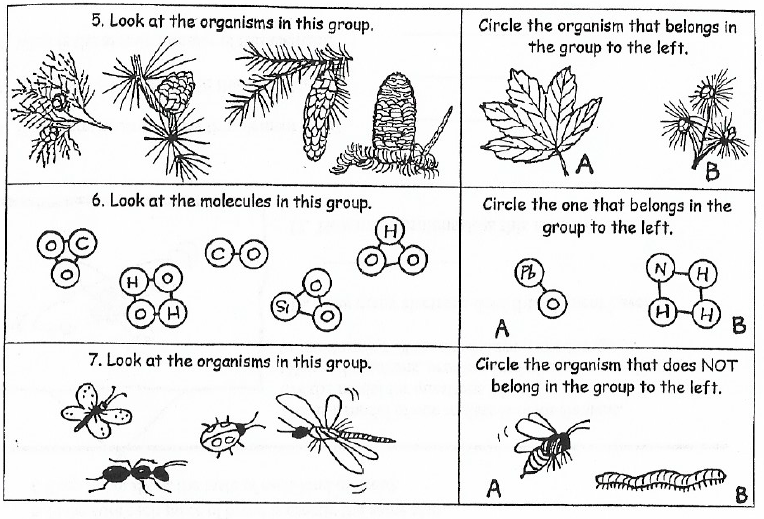 5. Look at the organisms in this group.
Circle the organism that belongs in
the group to the left.
A
B
6. Look at the molecules in this group.
Circle the one that belongs in the
group to the left.
O C
O
H O
O H
C O
Si O
O
H
O O
Pb
O
A
N H
H H
B
7. Look at the organisms in this group.
Circle the organism that does NOT
belong in the group to the left.
A
B